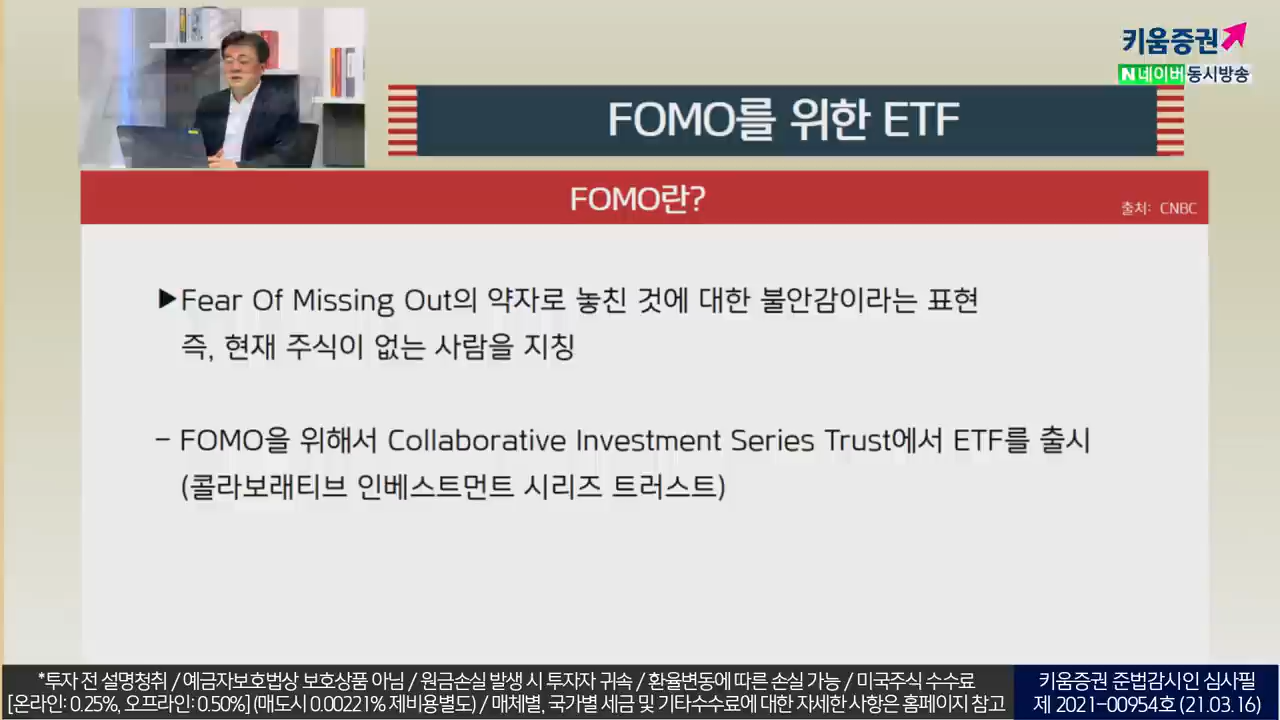 키움증권
N 네이버 동시방송
FOMO를 위한 ETF
FOMO란?
출처: CNBC
▶Fear Of Missing Out의 약자로 놓친 것에 대한 불안감이라는 표현
즉, 현재 주식이 없는 사람을 지칭
- FOMO을 위해서 Collaborative Investment Series Trust에서 ETF를 출시
(콜라보래티브 인베스트먼트 시리즈 트러스트)
*투자 전 설명청취 / 예금자보호법상 보호상품 아님 / 원금손실 발생 시 투자자 귀속 / 환율변동에 따른 손실 가능 / 미국주식 수수료
[온라인: 0.25%, 오프라인: 0.50%] (매도시 0.00221% 제비용별도) / 매체별, 국가별 세금 및 기타수수료에 대한 자세한 사항은 홈페이지 참고
키움증권 준법감시인 심사필
제 2021-00954호 (21.03.16)